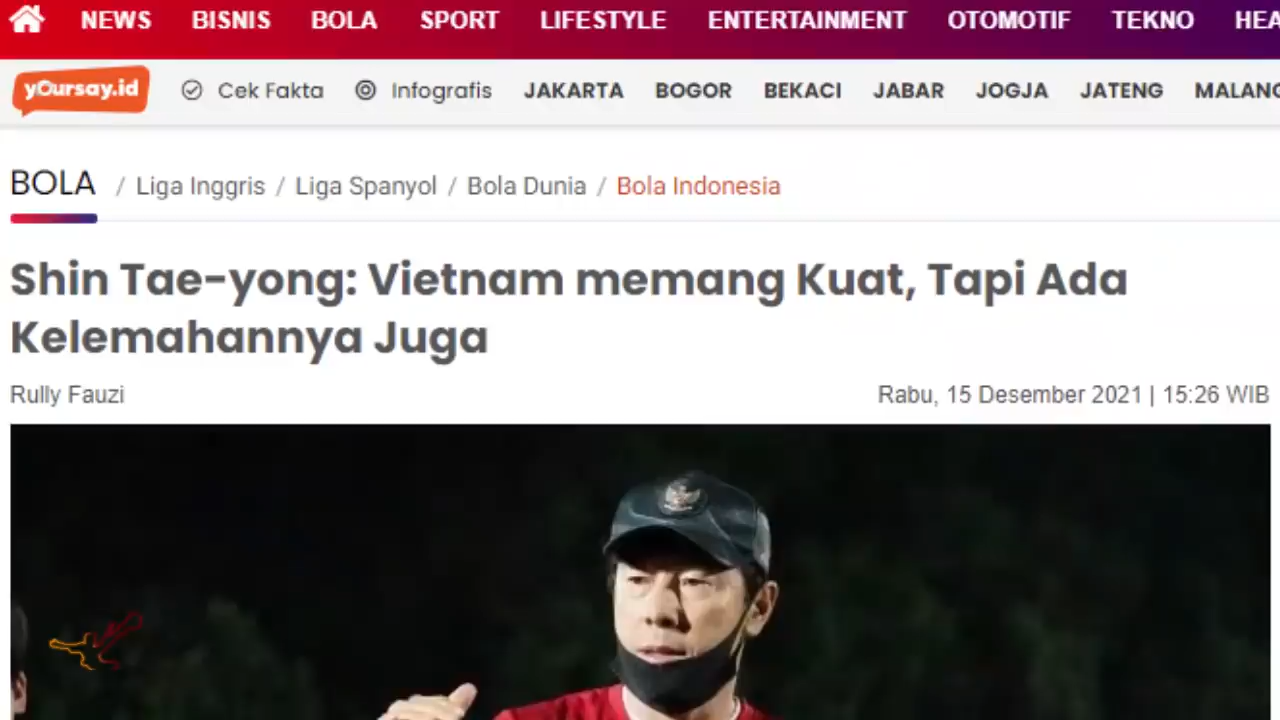 NEWS BISNIS BOLA SPORT LIFESTYLE ENTERTAINMENT OTOMOTIF TEKNO HEA
yOursay.id Cek Fakta Infografis JAKARTA BOGOR BEKACI JABAR JOGJA JATENG MALANG
BOLA / Liga Inggris / Liga Spanyol / Bola Dunia / Bola Indonesia
Shin Tae-yong: Vietnam memang Kuat, Tapi Ada
Kelemahannya Juga
Rully Fauzi Rabu, 15 Desember 2021 | 15:26 WIB